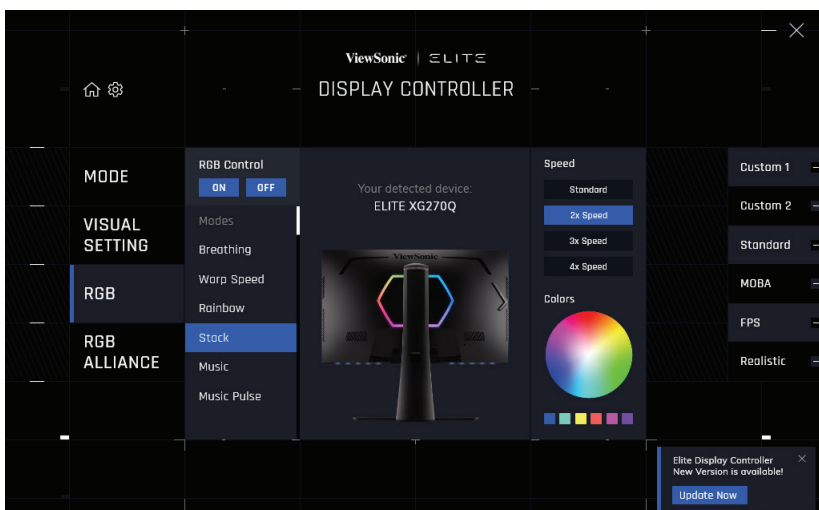 ViewSonic ELITE
DISPLAY CONTROLLER
MODE
VISUAL
SETTING
RGB
RGB
ALLIANCE
RGB Control
ON OFF
Modes
Breathing
Warp Speed
Rainbow
Stack
Music
Music Pulse
Your detected device:
ELITE XG270Q
ViewSonic
Speed
Standard
2x Speed
3x Speed
4x Speed
Colors
Custom 1
Custom 2
Standard
MOBA
FPS
Realistic
Elite Display Controller
New Version is available!
Update Now